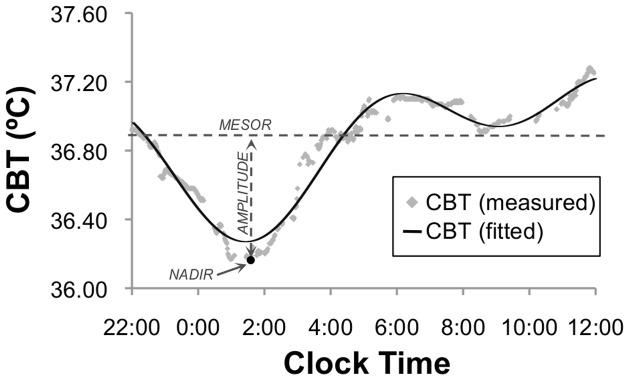 37.60
37.20
36.80
36.40
36.00
CBT (ºC)
MESOR
AMPLITUDE
NADIR
CBT (measured)
CBT (fitted)
22:00 0:00 2:00 4:00 6:00 8:00 10:00 12:00
Clock Time